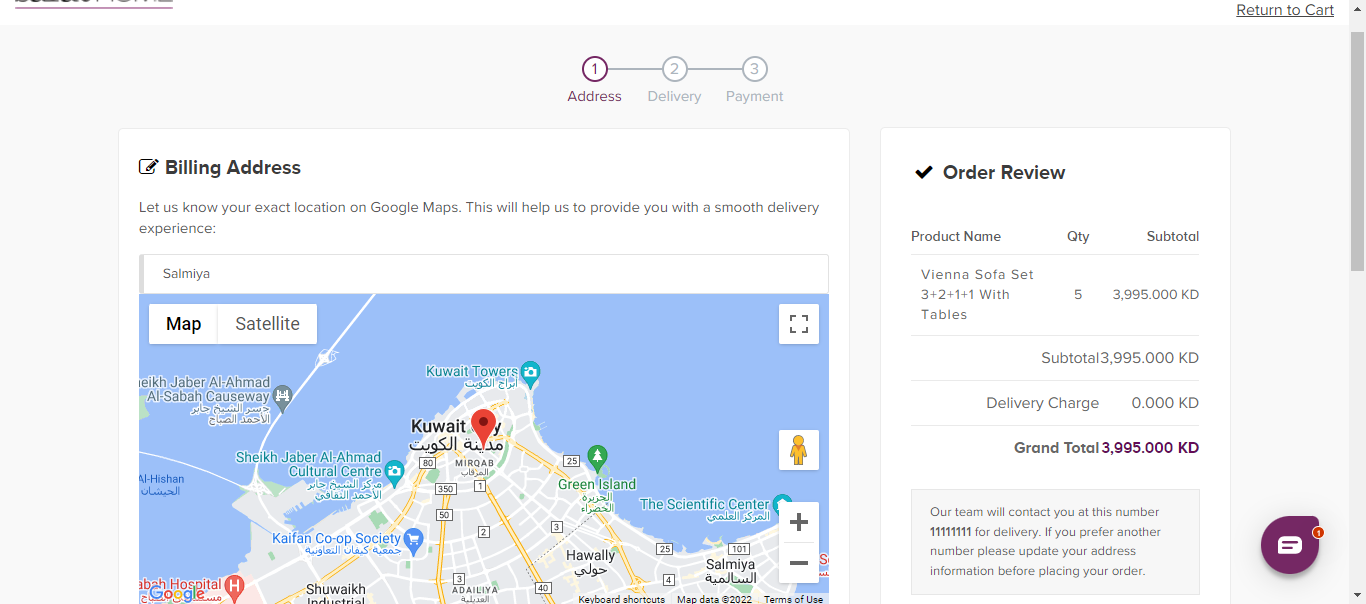 Return to Cart
1
2
3
Address
Delivery
Payment
Billing Address
Let us know your exact location on Google Maps. This will help us to provide you with a smooth delivery
experience:
Salmiya
Map
Satellite
Kuwait Towers
أبراج الكويت
eikh Jaber Al-Ahmad
Al-Sabah Causeway
جسر الشيخ جابر
الأحمد الصباح
Kuwait
مدينة الكويت
MIRQAB
المرقاب
80
25
Sheikh Jaber Al-Ahmad
Cultural Centre
مركز الشيخ جابر
الأحمد الثقافي
Al-Hishan
الحيشان
350
1
Green Island
الجزيرة
الخضراء
The Scientific Center
المركز العلمي
50
2
3
Kaifan Co-op Society
جمعية كيفان التعاونية
Hawally
حولي
25
101
Salmiya
السالمية
abah Hospital
Shuwaikh
Industrial
3
ADAILIYA
العديلية
40
4
Google
Keyboard shortcuts
Map data ©2022
Terms of Use
Order Review
Product Name Qty Subtotal
Vienna Sofa Set
3+2+1+1 With
Tables
5
3,995.000 KD
Subtotal 3,995.000 KD
Delivery Charge 0.000 KD
Grand Total 3,995.000 KD
Our team will contact you at this number
11111111 for delivery. If you prefer another
number please update your address
information before placing your order.
1